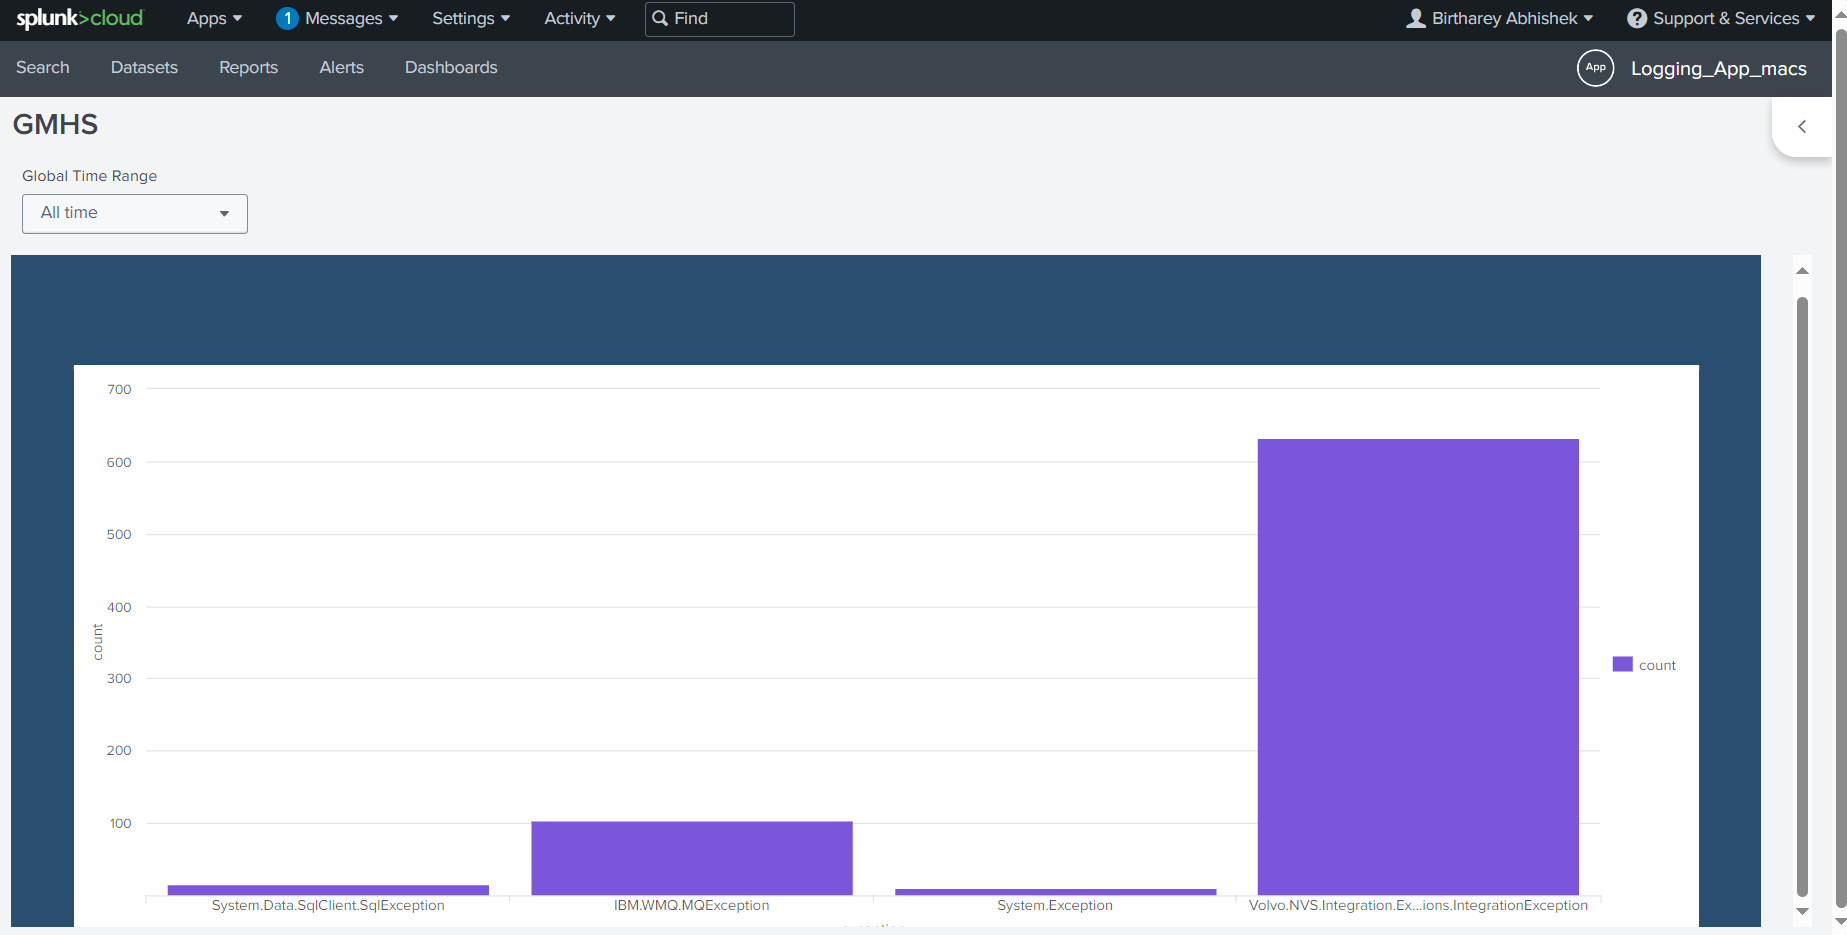 splunk>cloud Apps 1 Messages Settings Activity Find Birtharey Abhishek ? Support & Services
Search Datasets Reports Alerts Dashboards App Logging_App_macs
GMHS
Global Time Range
All time
700
600
500
400
300
200
100
count
count
System.Data.SqlClient.SqlException IBM.WMQ.MQException System.Exception Volvo.NVS.Integration.Ex...ions.IntegrationException